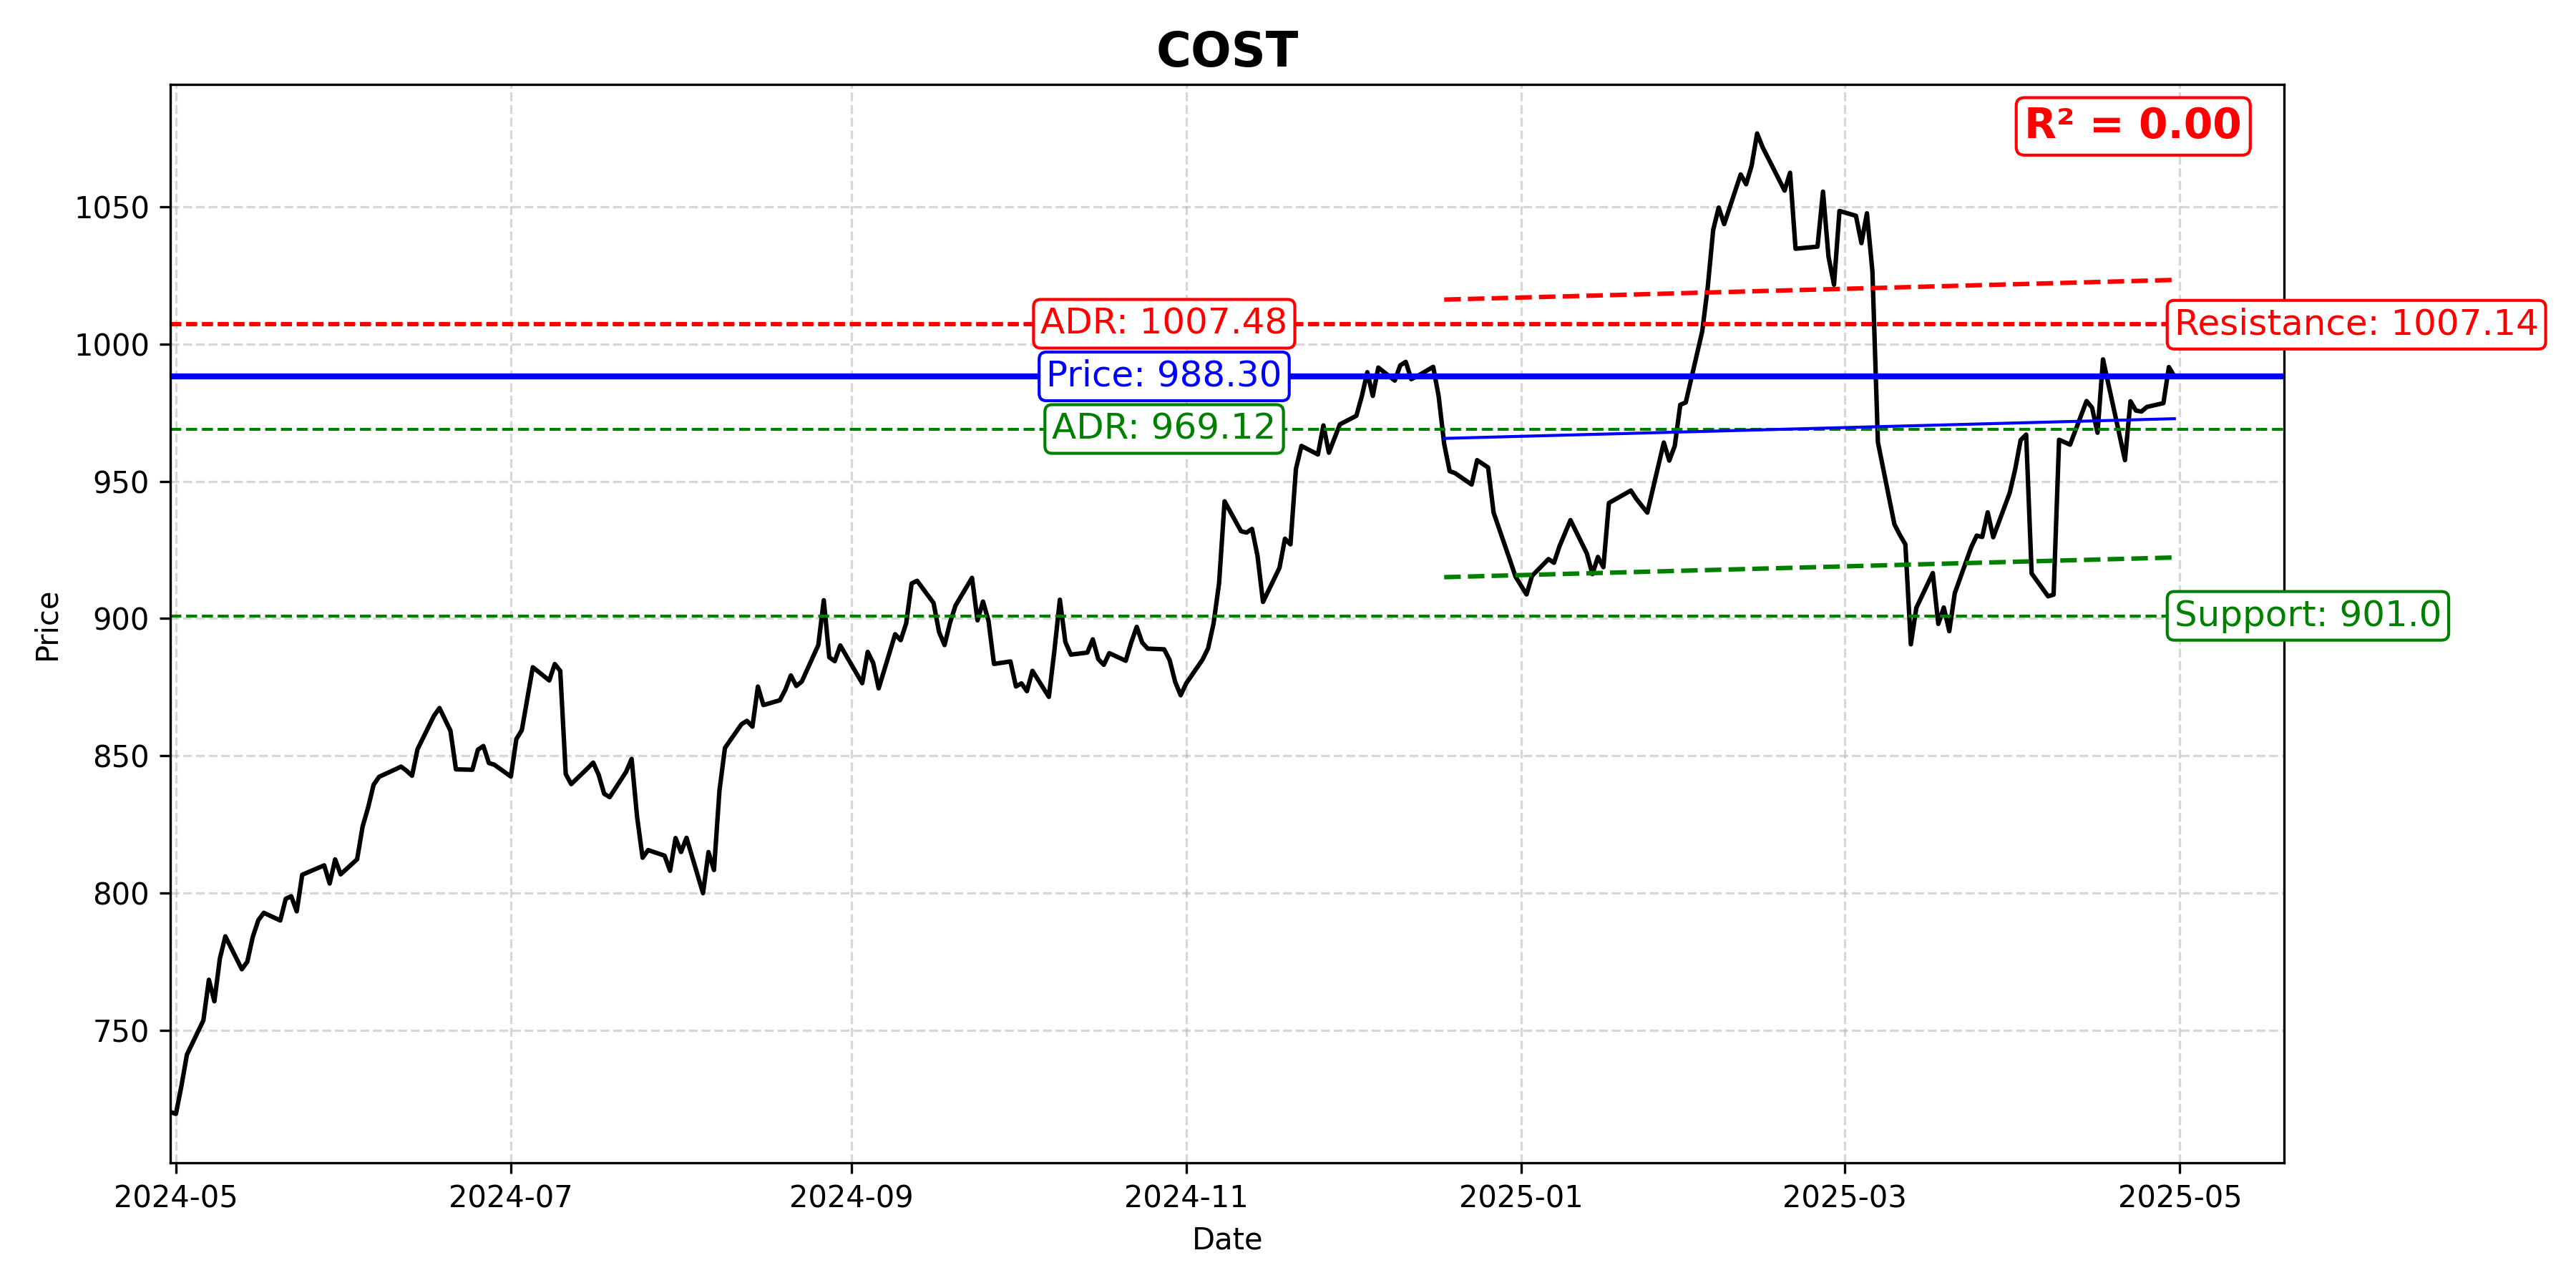 COST
R² = 0.00
1050
1000
950
900
850
800
750
Price
ADR: 1007.48
Price: 988.30
ADR: 969.12
Resistance: 1007.14
Support: 901.0
2024-05
2024-07
2024-09
2024-11
2025-01
2025-03
2025-05
Date